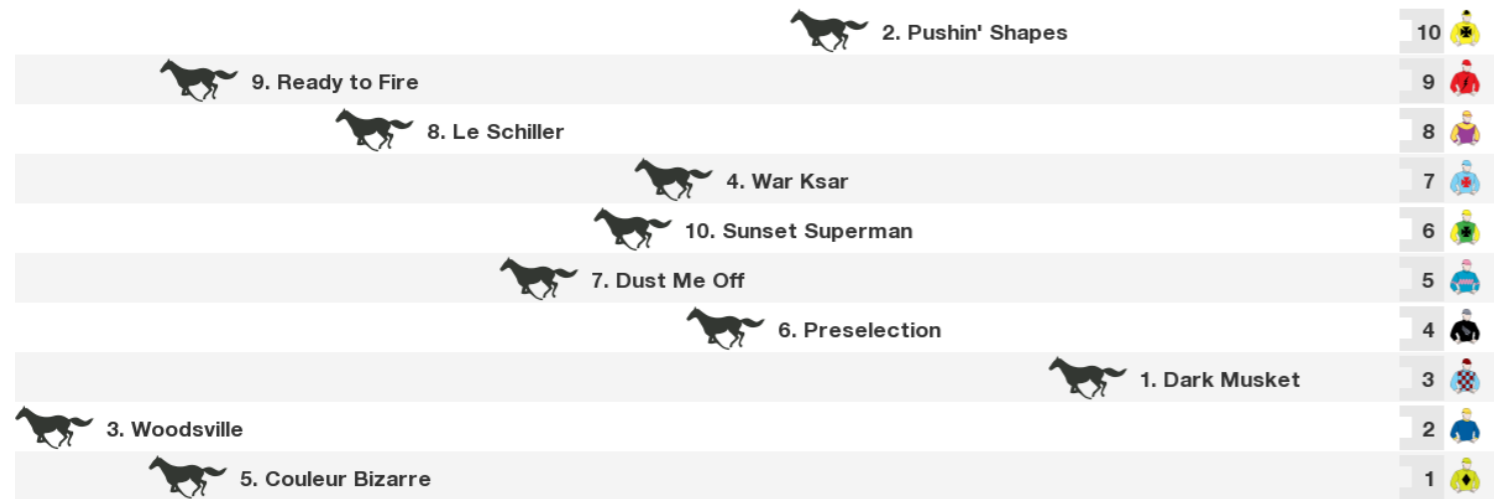 2. Pushin' Shapes 10
9. Ready to Fire 9
8. Le Schiller 8
4. War Ksar 7
10. Sunset Superman 6
7. Dust Me Off 5
6. Preselection 4
1. Dark Musket 3
3. Woodsville 2
5. Couleur Bizarre 1